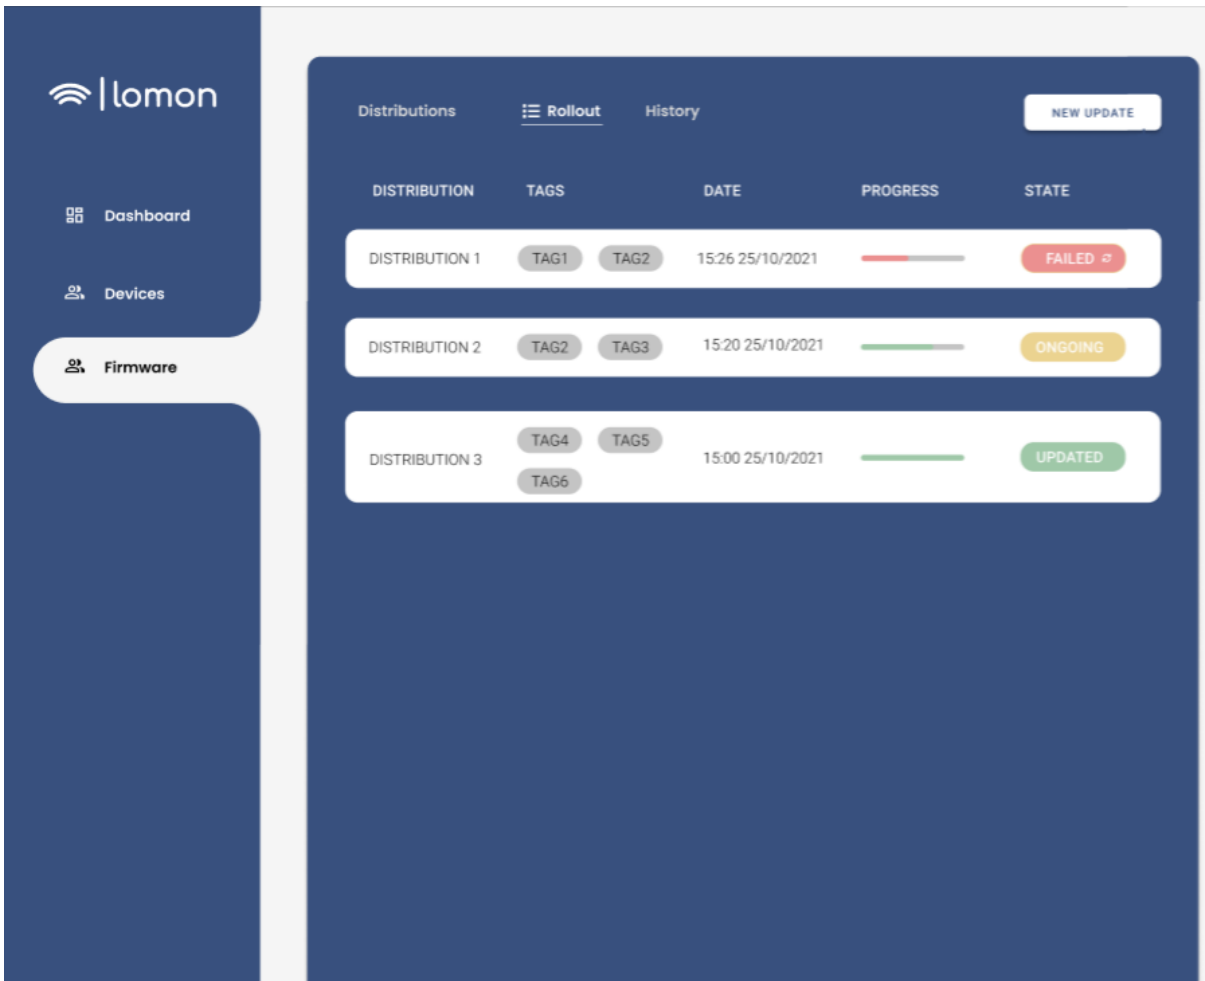 lomon
Distributions Rollout History NEW UPDATE
DISTRIBUTION TAGS DATE PROGRESS STATE
Dashboard
DISTRIBUTION 1 TAG1 TAG2 15:26 25/10/2021 FAILED
Devices
DISTRIBUTION 2 TAG2 TAG3 15:20 25/10/2021 ONGOING
Firmware
TAG4 TAG5
DISTRIBUTION 3 15:00 25/10/2021 UPDATED
TAG6